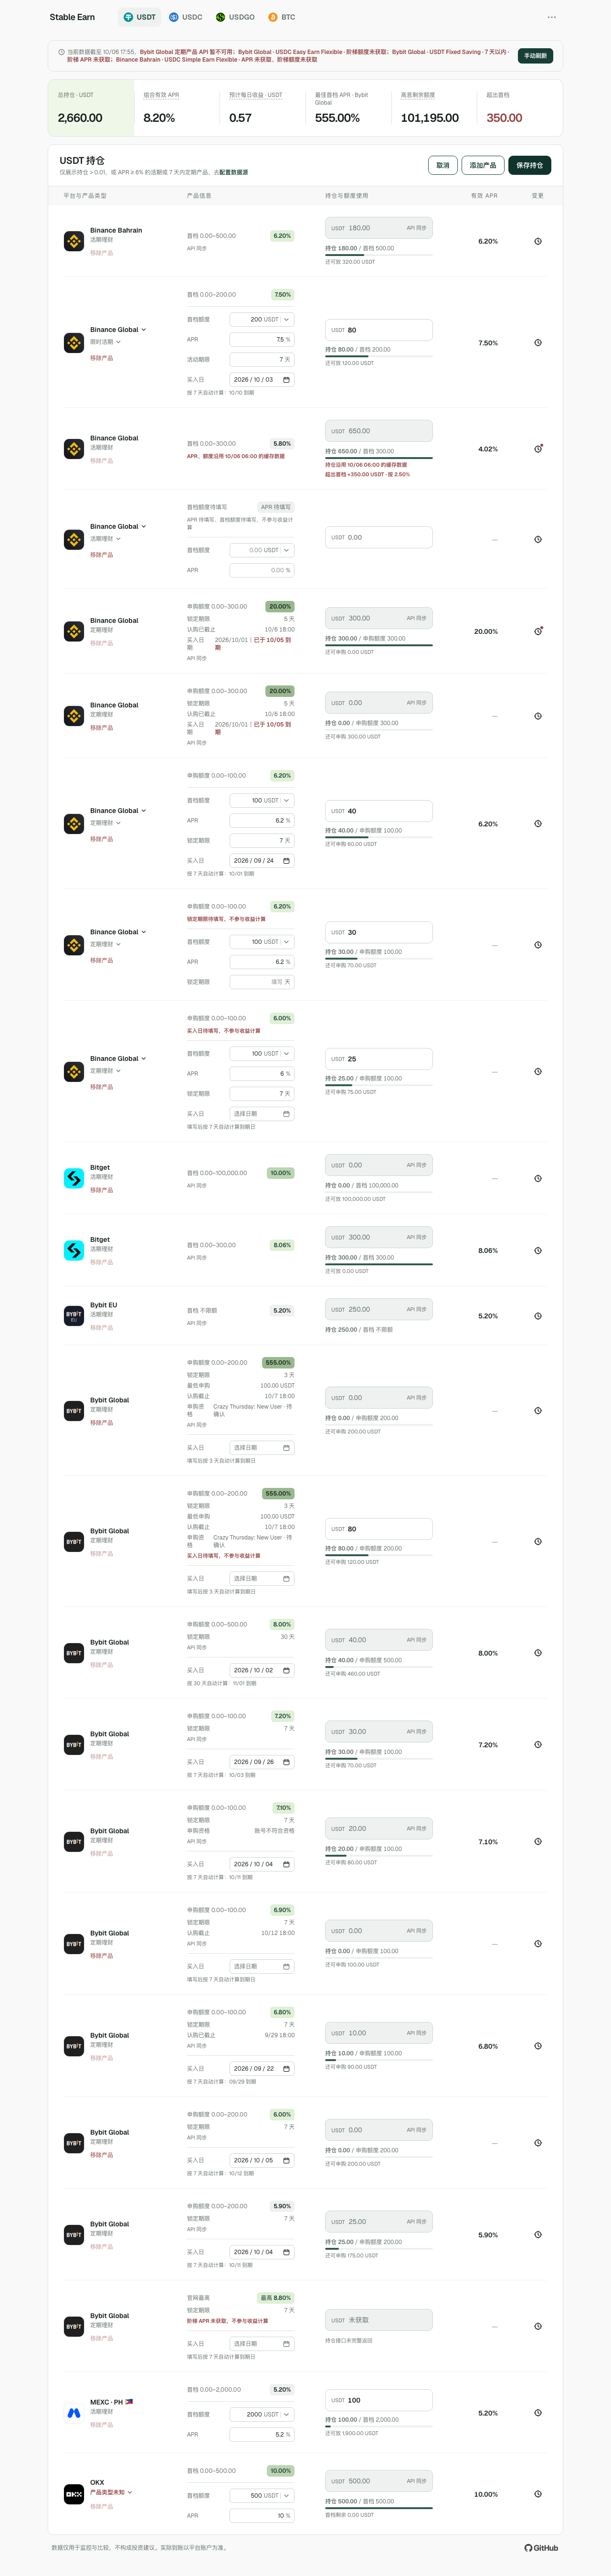 Stable Earn
USDT
USDC
USDGO
BTC
当前数据截至 10/06 17:55。Bybit Global 定期产品 API 暂不可用；Bybit Global · USDC Easy Earn Flexible · 阶梯额度未获取；Bybit Global · USDT Fixed Saving · 7 天以内 ·
阶梯 APR 未获取；Binance Bahrain · USDC Simple Earn Flexible · APR 未获取、阶梯额度未获取
手动刷新
总持仓 · USDT
2,660.00
组合有效 APR
8.20%
预计每日收益 · USDT
0.57
最佳首档 APR · Bybit
Global
555.00%
高息剩余额度
101,195.00
超出首档
350.00
USDT 持仓
仅展示持仓 > 0.01，或 APR ≥ 6% 的活期或 7 天内定期产品。去配置数据源
取消
添加产品
保存持仓
平台与产品类型
产品信息
持仓与额度使用
有效 APR
变更
Binance Bahrain
活期理财
移除产品
首档 0.00–500.00
6.20%
API 同步
USDT 180.00 API 同步
持仓 180.00 / 首档 500.00
还可放 320.00 USDT
6.20%
Binance Global
限时活期
移除产品
首档 0.00–200.00
7.50%
首档额度
200 USDT
APR
7.5 %
活动期限
7 天
买入日
2026 / 10 / 03
按 7 天自动计算：10/10 到期
USDT 80
持仓 80.00 / 首档 200.00
还可放 120.00 USDT
7.50%
Binance Global
活期理财
移除产品
首档 0.00–300.00
5.80%
APR、额度沿用 10/06 06:00 的缓存数据
USDT 650.00
持仓 650.00 / 首档 300.00
持仓沿用 10/06 06:00 的缓存数据
超出首档 +350.00 USDT · 按 2.50%
4.02%
Binance Global
活期理财
移除产品
首档额度待填写
APR 待填写
APR 待填写、首档额度待填写，不参与收益计
算
首档额度
0.00 USDT
APR
0.00 %
USDT 0.00
—
Binance Global
定期理财
移除产品
申购额度 0.00–300.00
20.00%
锁定期限
5 天
认购已截止
10/6 18:00
买入日期
2026/10/01｜已于 10/05 到期
API 同步
USDT 300.00 API 同步
持仓 300.00 / 申购额度 300.00
还可申购 0.00 USDT
20.00%
Binance Global
定期理财
移除产品
申购额度 0.00–300.00
20.00%
锁定期限
5 天
认购已截止
10/6 18:00
买入日期
2026/10/01｜已于 10/05 到期
API 同步
USDT 0.00 API 同步
持仓 0.00 / 申购额度 300.00
还可申购 300.00 USDT
—
Binance Global
定期理财
移除产品
申购额度 0.00–100.00
6.20%
首档额度
100 USDT
APR
6.2 %
锁定期限
7 天
买入日
2026 / 09 / 24
按 7 天自动计算：10/01 到期
USDT 40
持仓 40.00 / 申购额度 100.00
还可申购 60.00 USDT
6.20%
Binance Global
定期理财
移除产品
申购额度 0.00–100.00
6.20%
锁定期限待填写，不参与收益计算
首档额度
100 USDT
APR
6.2 %
锁定期限
填写 天
USDT 30
持仓 30.00 / 申购额度 100.00
还可申购 70.00 USDT
—
Binance Global
定期理财
移除产品
申购额度 0.00–100.00
6.00%
买入日待填写，不参与收益计算
首档额度
100 USDT
APR
6 %
锁定期限
7 天
买入日
选择日期
填写后按 7 天自动计算到期日
USDT 25
持仓 25.00 / 申购额度 100.00
还可申购 75.00 USDT
—
Bitget
活期理财
移除产品
首档 0.00–100,000.00
10.00%
API 同步
USDT 0.00 API 同步
持仓 0.00 / 首档 100,000.00
还可放 100,000.00 USDT
—
Bitget
活期理财
移除产品
首档 0.00–300.00
8.06%
API 同步
USDT 300.00 API 同步
持仓 300.00 / 首档 300.00
还可放 0.00 USDT
8.06%
BYBIT
EU
Bybit EU
活期理财
移除产品
首档 不限额
5.20%
API 同步
USDT 250.00 API 同步
持仓 250.00 / 首档 不限额
5.20%
BYBIT
Bybit Global
定期理财
移除产品
申购额度 0.00–200.00
555.00%
锁定期限
3 天
最低申购
100.00 USDT
认购截止
10/7 18:00
申购资格
Crazy Thursday: New User · 待确认
API 同步
买入日
选择日期
填写后按 3 天自动计算到期日
USDT 0.00 API 同步
持仓 0.00 / 申购额度 200.00
还可申购 200.00 USDT
—
BYBIT
Bybit Global
定期理财
移除产品
申购额度 0.00–200.00
555.00%
锁定期限
3 天
最低申购
100.00 USDT
认购截止
10/7 18:00
申购资格
Crazy Thursday: New User · 待确认
买入日待填写，不参与收益计算
买入日
选择日期
填写后按 3 天自动计算到期日
USDT 80
持仓 80.00 / 申购额度 200.00
还可申购 120.00 USDT
—
BYBIT
Bybit Global
定期理财
移除产品
申购额度 0.00–500.00
8.00%
锁定期限
30 天
API 同步
买入日
2026 / 10 / 02
按 30 天自动计算：11/01 到期
USDT 40.00 API 同步
持仓 40.00 / 申购额度 500.00
还可申购 460.00 USDT
8.00%
BYBIT
Bybit Global
定期理财
移除产品
申购额度 0.00–100.00
7.20%
锁定期限
7 天
API 同步
买入日
2026 / 09 / 26
按 7 天自动计算：10/03 到期
USDT 30.00 API 同步
持仓 30.00 / 申购额度 100.00
还可申购 70.00 USDT
7.20%
BYBIT
Bybit Global
定期理财
移除产品
申购额度 0.00–100.00
7.10%
锁定期限
7 天
申购资格
账号不符合资格
API 同步
买入日
2026 / 10 / 04
按 7 天自动计算：10/11 到期
USDT 20.00 API 同步
持仓 20.00 / 申购额度 100.00
还可申购 80.00 USDT
7.10%
BYBIT
Bybit Global
定期理财
移除产品
申购额度 0.00–100.00
6.90%
锁定期限
7 天
认购截止
10/12 18:00
API 同步
买入日
选择日期
填写后按 7 天自动计算到期日
USDT 0.00 API 同步
持仓 0.00 / 申购额度 100.00
还可申购 100.00 USDT
—
BYBIT
Bybit Global
定期理财
移除产品
申购额度 0.00–100.00
6.80%
锁定期限
7 天
认购已截止
9/29 18:00
API 同步
买入日
2026 / 09 / 22
按 7 天自动计算：09/29 到期
USDT 10.00 API 同步
持仓 10.00 / 申购额度 100.00
还可申购 90.00 USDT
6.80%
BYBIT
Bybit Global
定期理财
移除产品
申购额度 0.00–200.00
6.00%
锁定期限
7 天
API 同步
买入日
2026 / 10 / 05
按 7 天自动计算：10/12 到期
USDT 0.00 API 同步
持仓 0.00 / 申购额度 200.00
还可申购 200.00 USDT
—
BYBIT
Bybit Global
定期理财
移除产品
申购额度 0.00–200.00
5.90%
锁定期限
7 天
API 同步
买入日
2026 / 10 / 04
按 7 天自动计算：10/11 到期
USDT 25.00 API 同步
持仓 25.00 / 申购额度 200.00
还可申购 175.00 USDT
5.90%
BYBIT
Bybit Global
定期理财
移除产品
官网最高
最高 8.80%
锁定期限
7 天
阶梯 APR 未获取，不参与收益计算
买入日
选择日期
填写后按 7 天自动计算到期日
USDT 未获取
持仓接口未完整返回
—
MEXC · PH
活期理财
移除产品
首档 0.00–2,000.00
5.20%
首档额度
2000 USDT
APR
5.2 %
USDT 100
持仓 100.00 / 首档 2,000.00
还可放 1,900.00 USDT
5.20%
OKX
OKX
产品类型未知
移除产品
首档 0.00–500.00
10.00%
首档额度
500 USDT
APR
10 %
USDT 500.00 API 同步
持仓 500.00 / 首档 500.00
首档剩余 0.00 USDT
10.00%
数据仅用于监控与比较，不构成投资建议。实际到账以平台账户为准。
GitHub